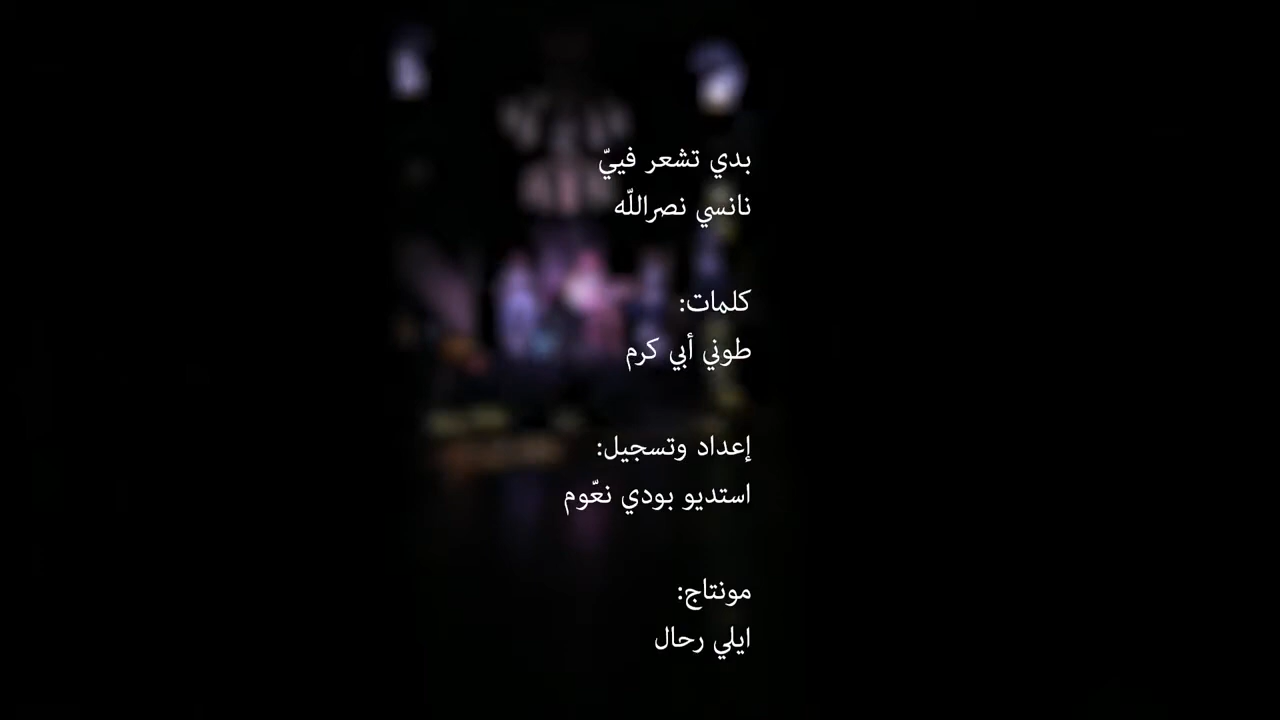 بدي تشعر فييّ
نانسي نصراللّه
كلمات:
طوني أبي كرم
إعداد وتسجيل:
استديو بودي نعّوم
مونتاج:
ايلي رحال